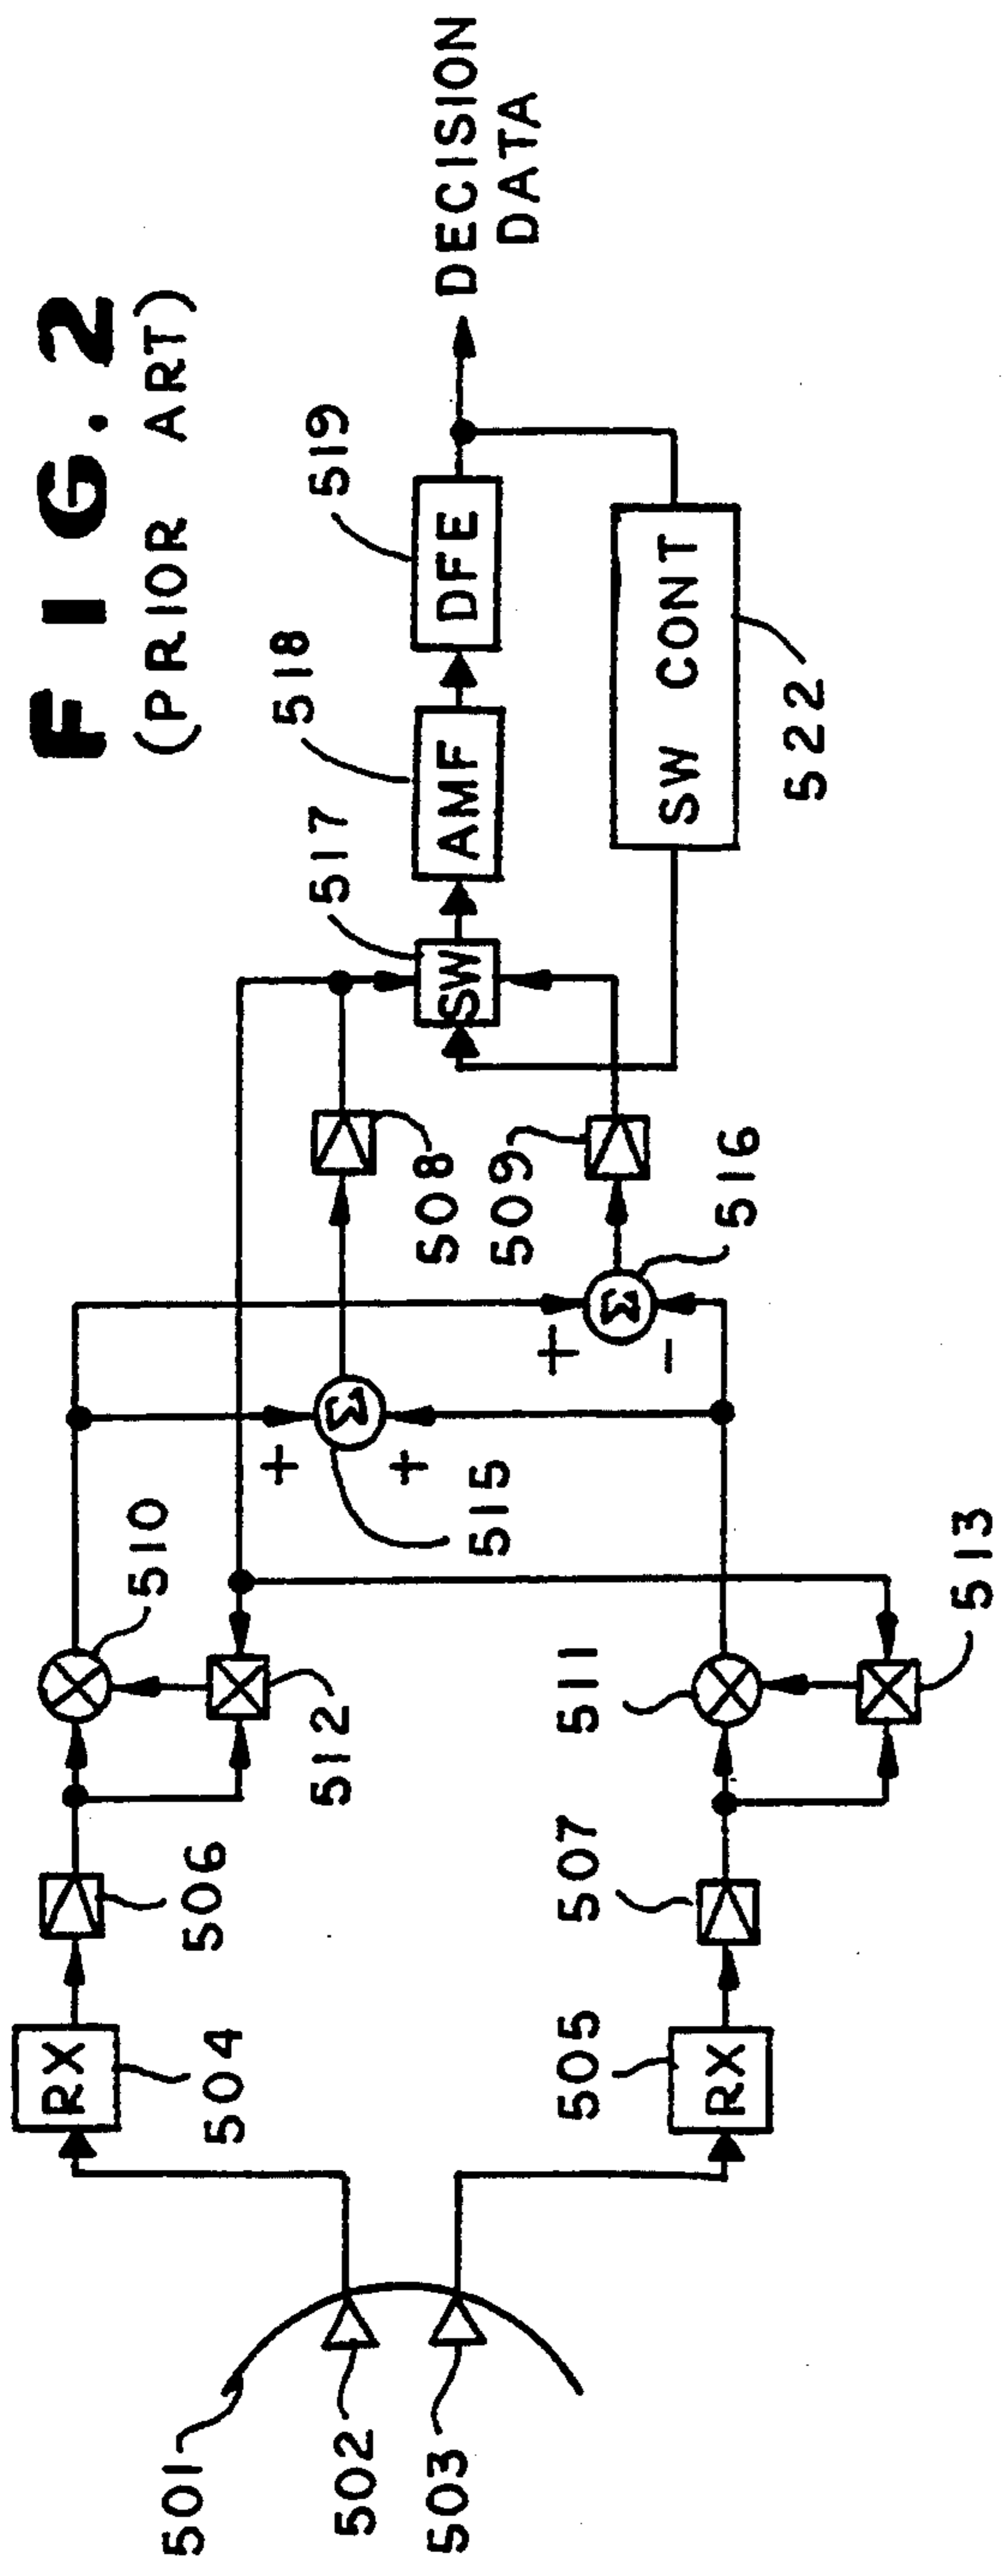 FIG. 2
(PRIOR ART)
501
502
503
RX
504
RX
505
506
507
510
512
511
513
+
Σ
+
515
+
Σ
-
516
508
509
517
SW
518
AMF
519
DFE
SW CONT
522
DECISION
DATA